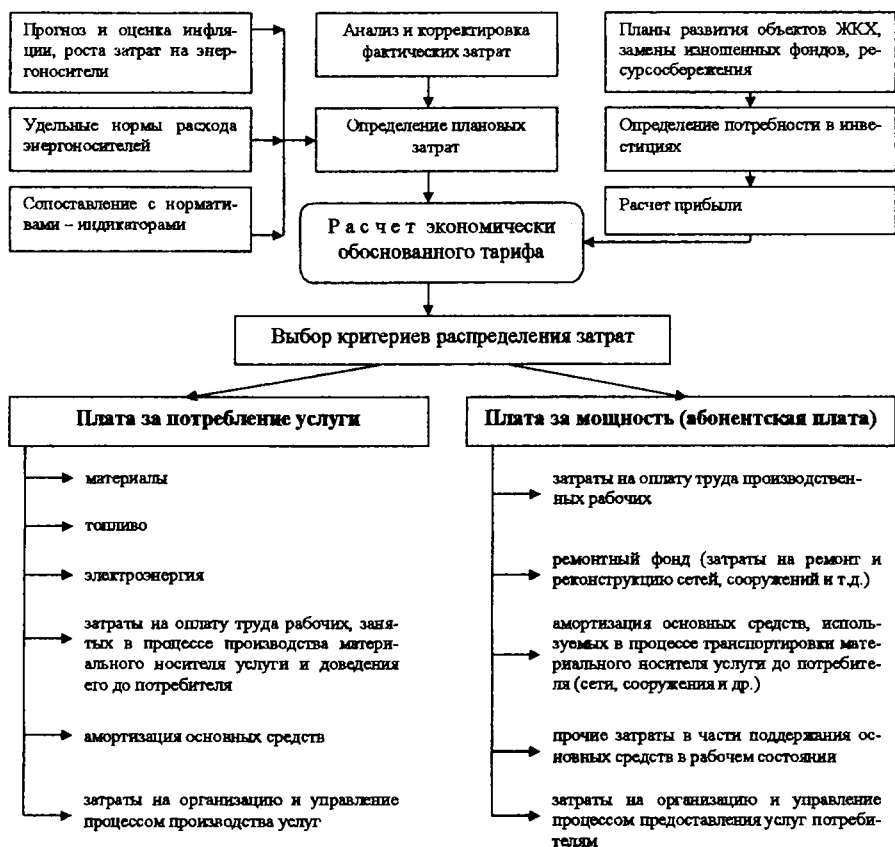 Прогноз и оценка инфля-
ции, роста затрат на энер-
гоносители
Удельные нормы расхода
энергоносителей
Сопоставление с нормати-
вами – индикаторами
Анализ и корректировка
фактических затрат
Определение плановых
затрат
Планы развития объектов ЖКХ,
замены изношенных фондов, ре-
сурсосбережения
Определение потребности в инве-
стициях
Расчет прибыли
Расчет экономически
обоснованного тарифа
Выбор критериев распределения затрат
Плата за потребление услуги
материалы
топливо
электроэнергия
затраты на оплату труда рабочих, заня-
тых в процессе производства матери-
ального носителя услуги и доведения
его до потребителя
амортизация основных средств
затраты на организацию и управление
процессом производства услуг
Плата за мощность (абонентская плата)
затраты на оплату труда производствен-
ных рабочих
ремонтный фонд (затраты на ремонт и
реконструкцию сетей, сооружений и т.д.)
амортизация основных средств, исполь-
зуемых в процессе транспортировки мате-
риального носителя услуги до потребите-
ля (сети, сооружения и др.)
прочие затраты в части поддержания ос-
новных средств в рабочем состоянии
затраты на организацию и управление
процессом предоставления услуг потреби-
телям